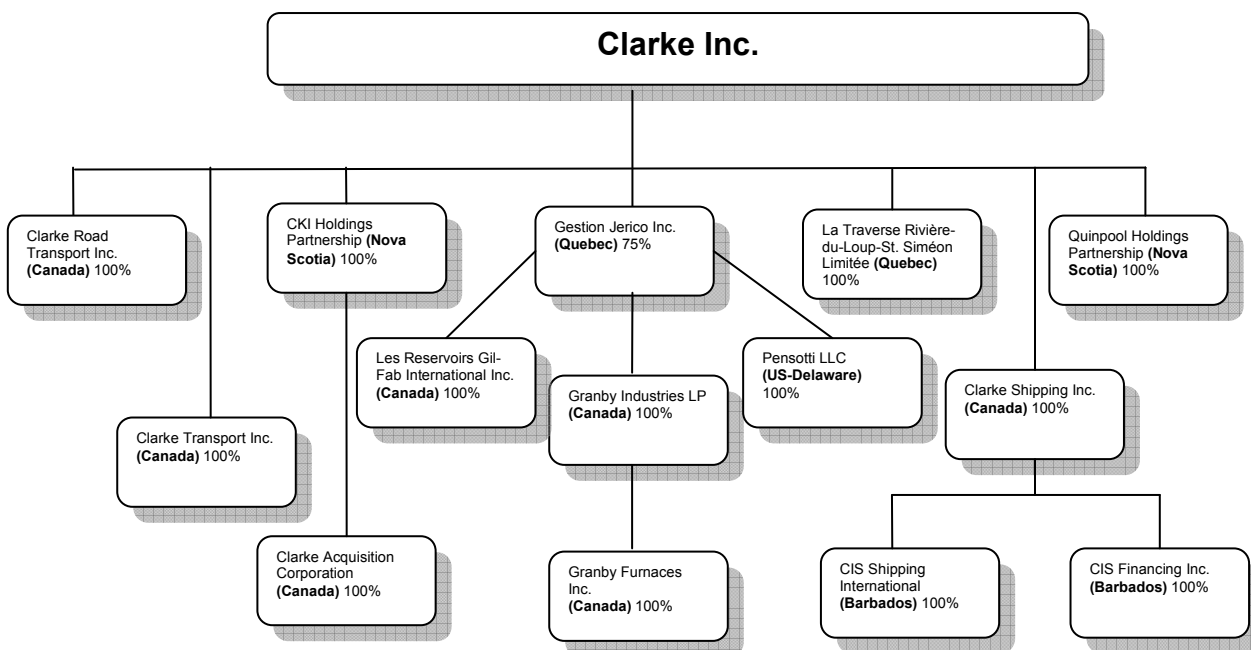 Clarke Inc.
Clarke Road
Transport Inc.
(Canada) 100%
CKI Holdings
Partnership (Nova
Scotia) 100%
Gestion Jerico Inc.
(Quebec) 75%
La Traverse Rivière-
du-Loup-St. Siméon
Limitée (Quebec)
100%
Quinpool Holdings
Partnership (Nova
Scotia) 100%
Les Reservoirs Gil-
Fab International Inc.
(Canada) 100%
Granby Industries LP
(Canada) 100%
Pensotti LLC
(US-Delaware)
100%
Clarke Shipping Inc.
(Canada) 100%
Clarke Transport Inc.
(Canada) 100%
Clarke Acquisition
Corporation
(Canada) 100%
Granby Furnaces
Inc.
(Canada) 100%
CIS Shipping
International
(Barbados) 100%
CIS Financing Inc.
(Barbados) 100%